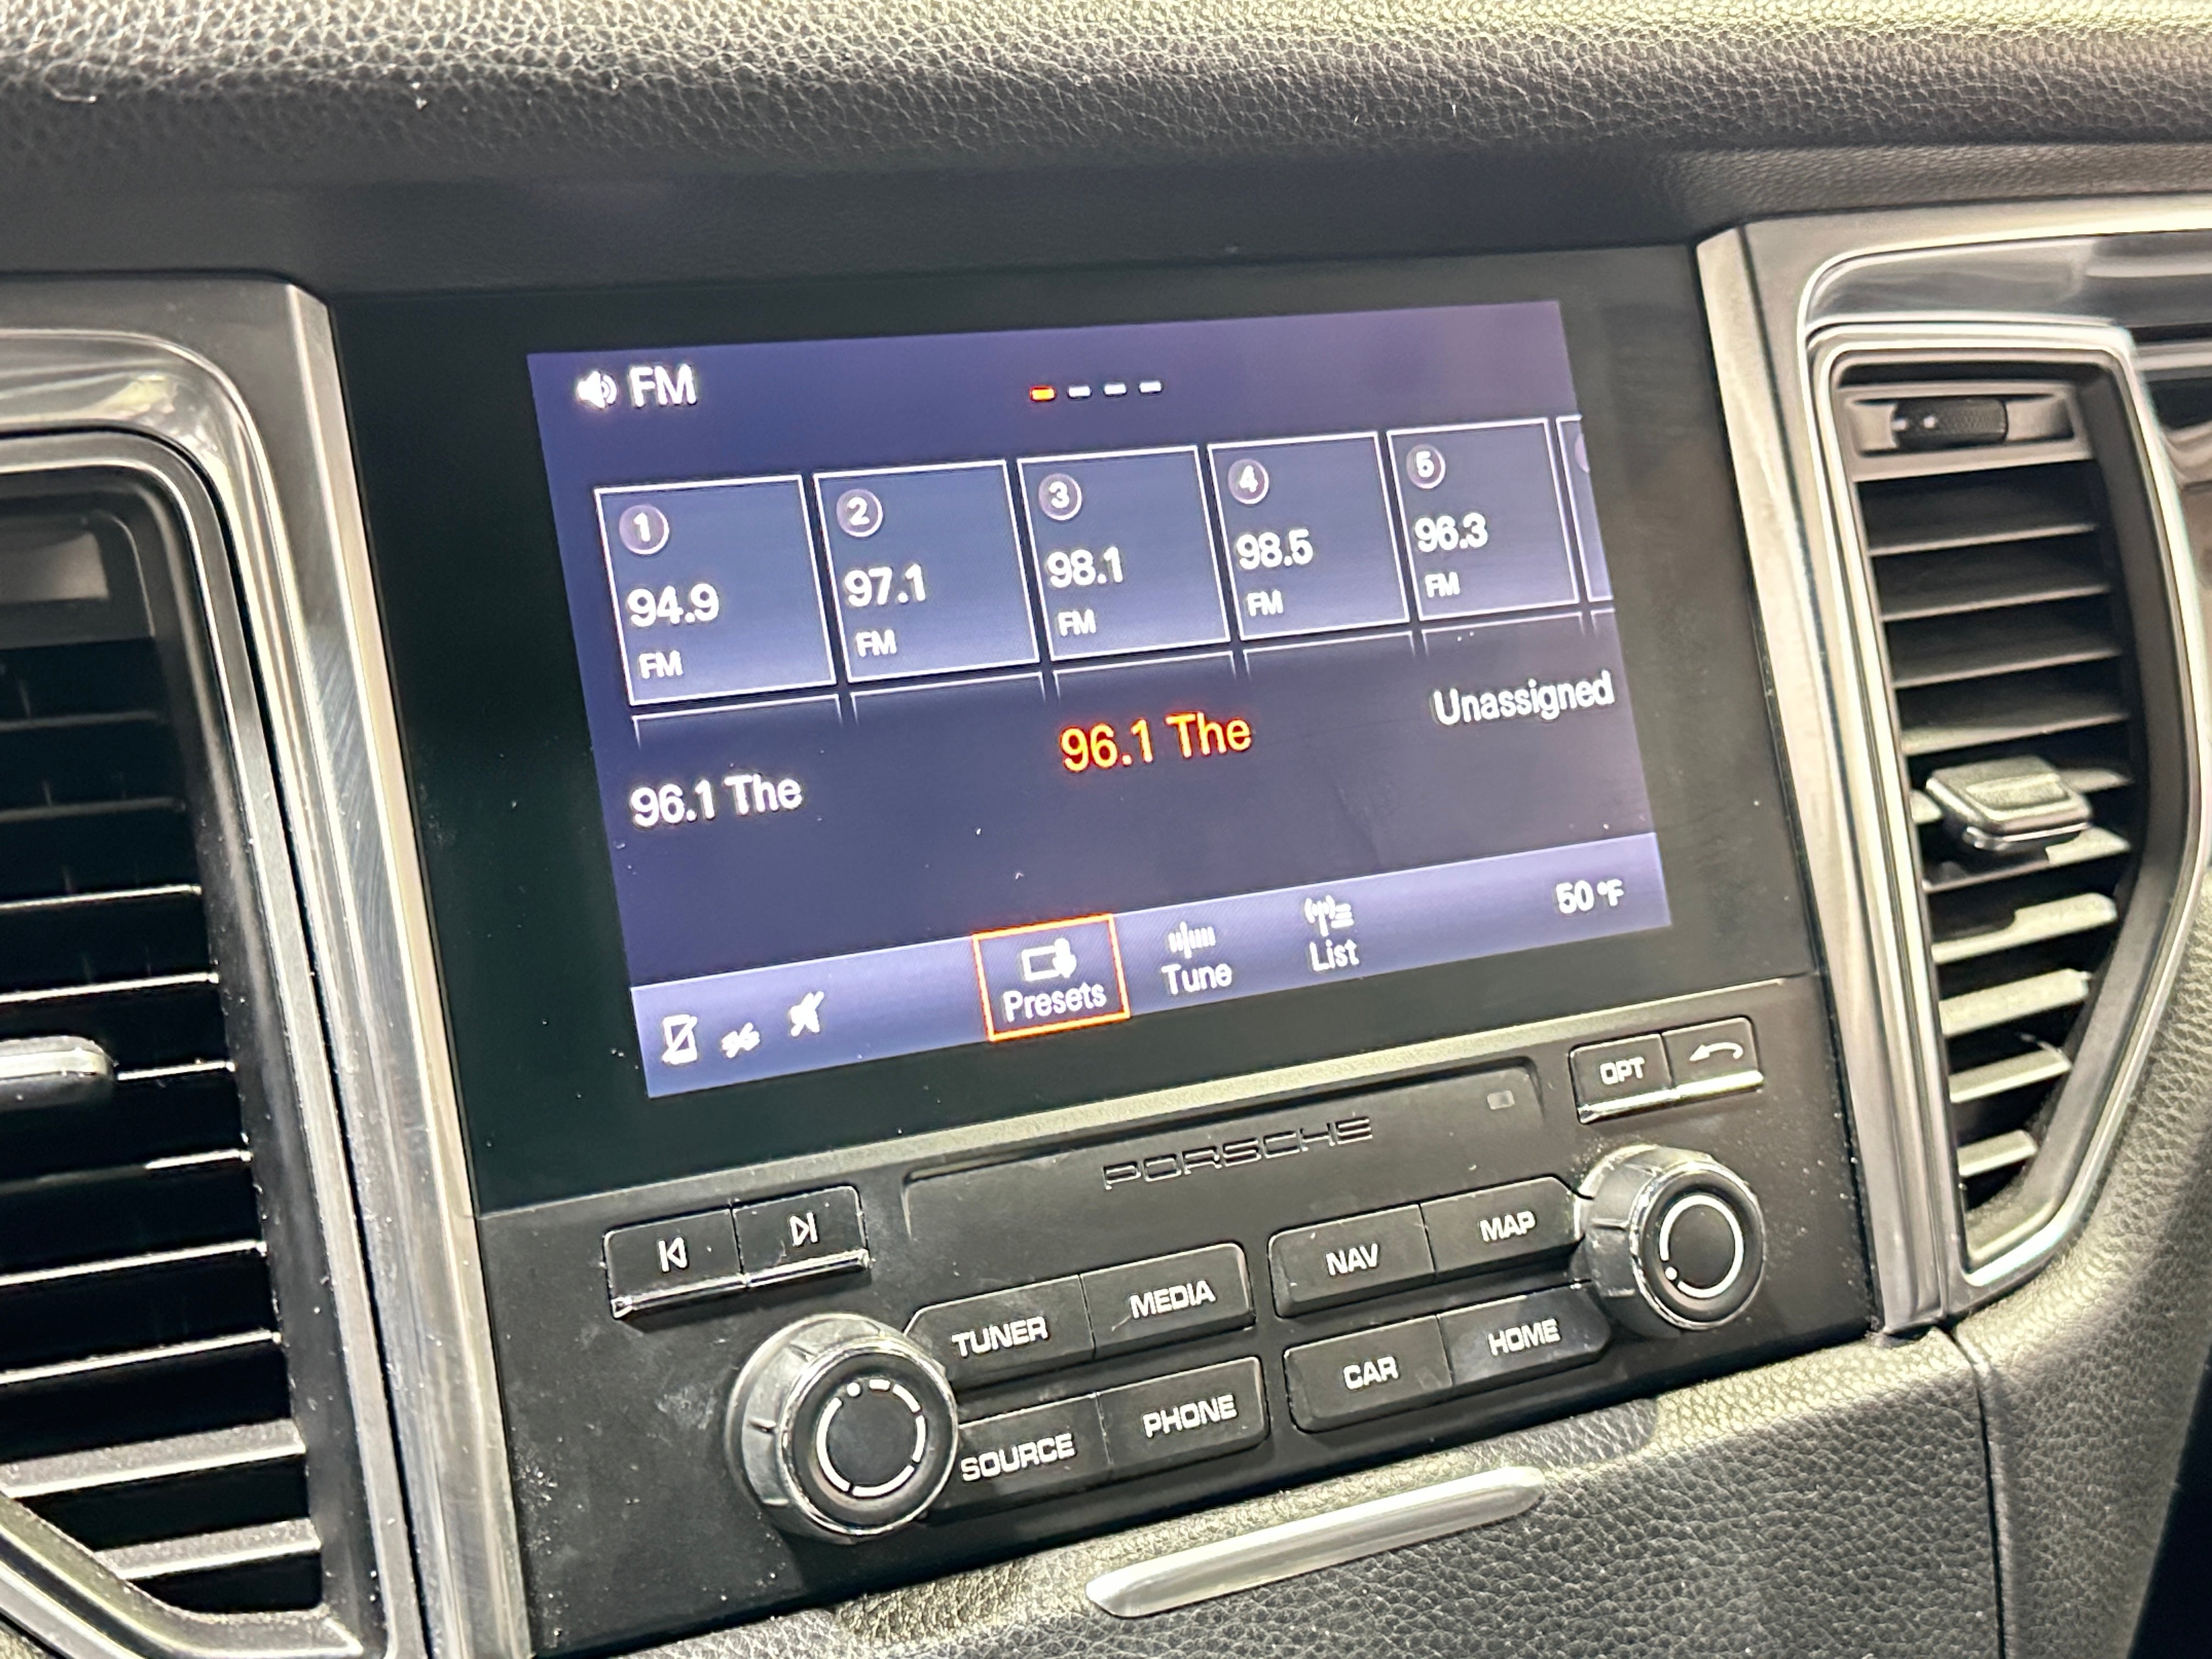 FM
1 2 3 4 5
94.9 97.1 98.1 98.5 96.3
FM FM FM FM FM
96.1 The 96.1 The Unassigned
Presets Tune List 50 °F
OPT
PORSCHE
TUNER MEDIA NAV MAP
SOURCE PHONE CAR HOME